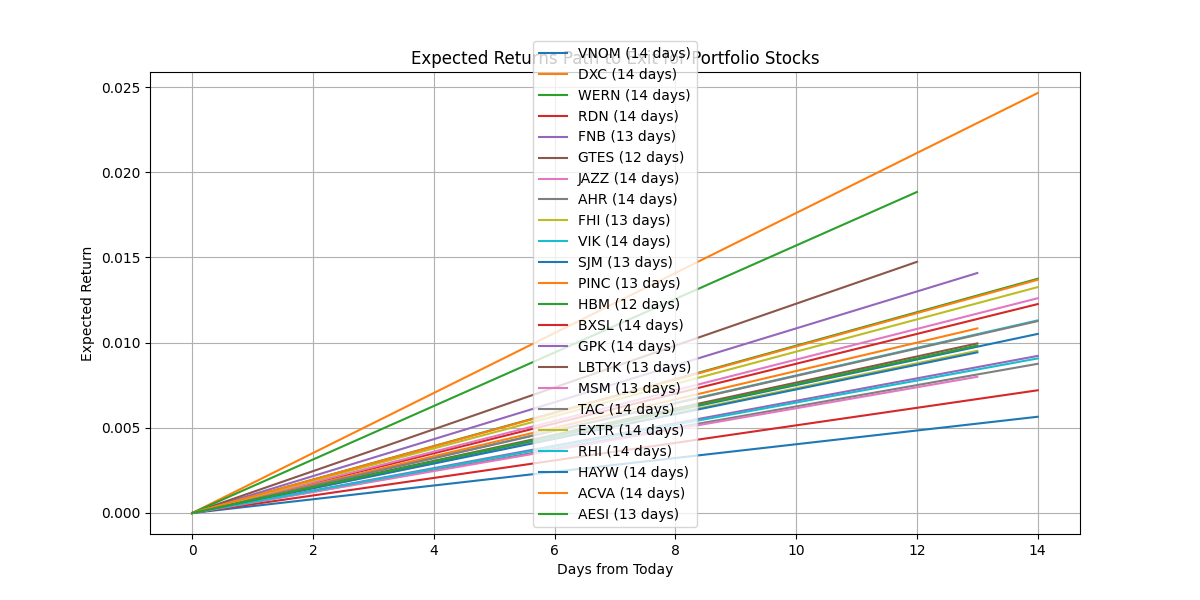 Expected Returns Path to Exit for Portfolio Stocks
VNOM (14 days)
DXC (14 days)
WERN (14 days)
RDN (14 days)
FNB (13 days)
GTES (12 days)
JAZZ (14 days)
AHR (14 days)
FHI (13 days)
VIK (14 days)
SJM (13 days)
PINC (13 days)
HBM (12 days)
BXSL (14 days)
GPK (14 days)
LBTYK (13 days)
MSM (13 days)
TAC (14 days)
EXTR (14 days)
RHI (14 days)
HAYW (14 days)
ACVA (14 days)
AESI (13 days)
Expected Return
0.025
0.020
0.015
0.010
0.005
0.000
0 2 4 6 8 10 12 14
Days from Today